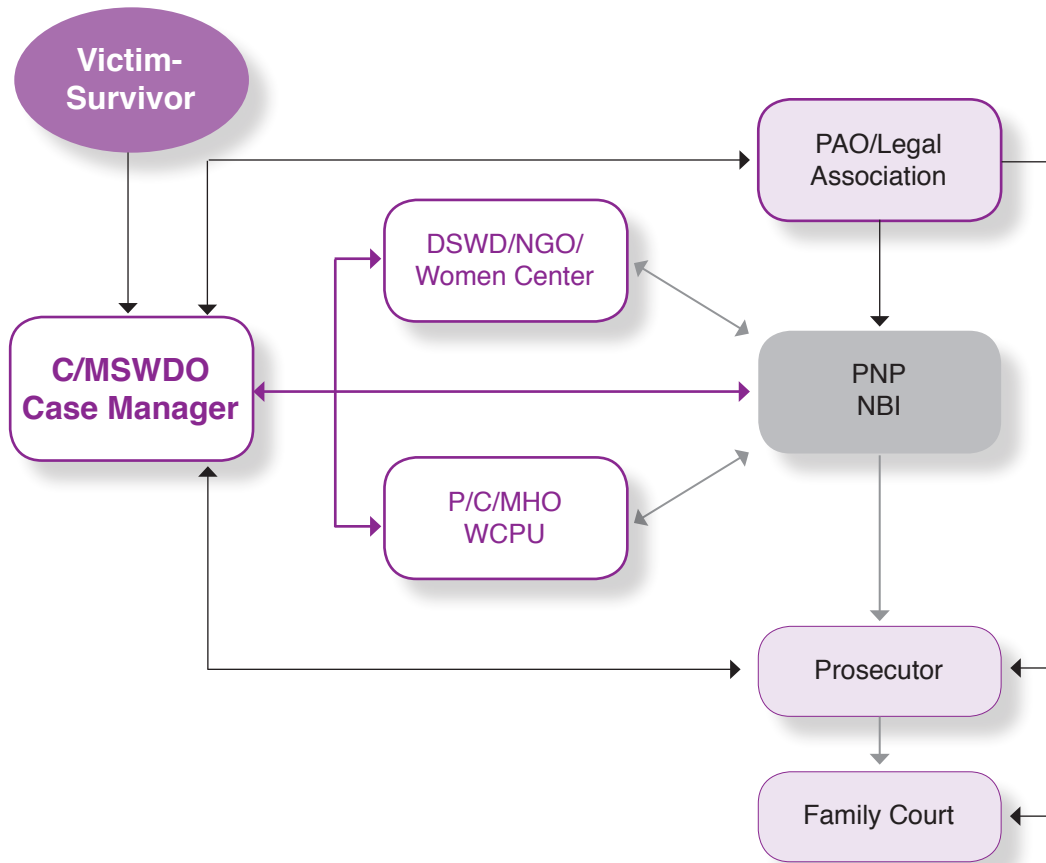 Victim-
Survivor
PAO/Legal
Association
DSWD/NGO/
Women Center
C/MSWDO
Case Manager
PNP
NBI
P/C/MHO
WCPU
Prosecutor
Family Court